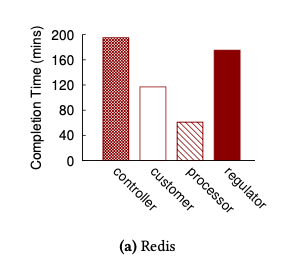 Completion Time (mins)
200
160
120
80
40
0
controller
customer
processor
regulator
(a) Redis